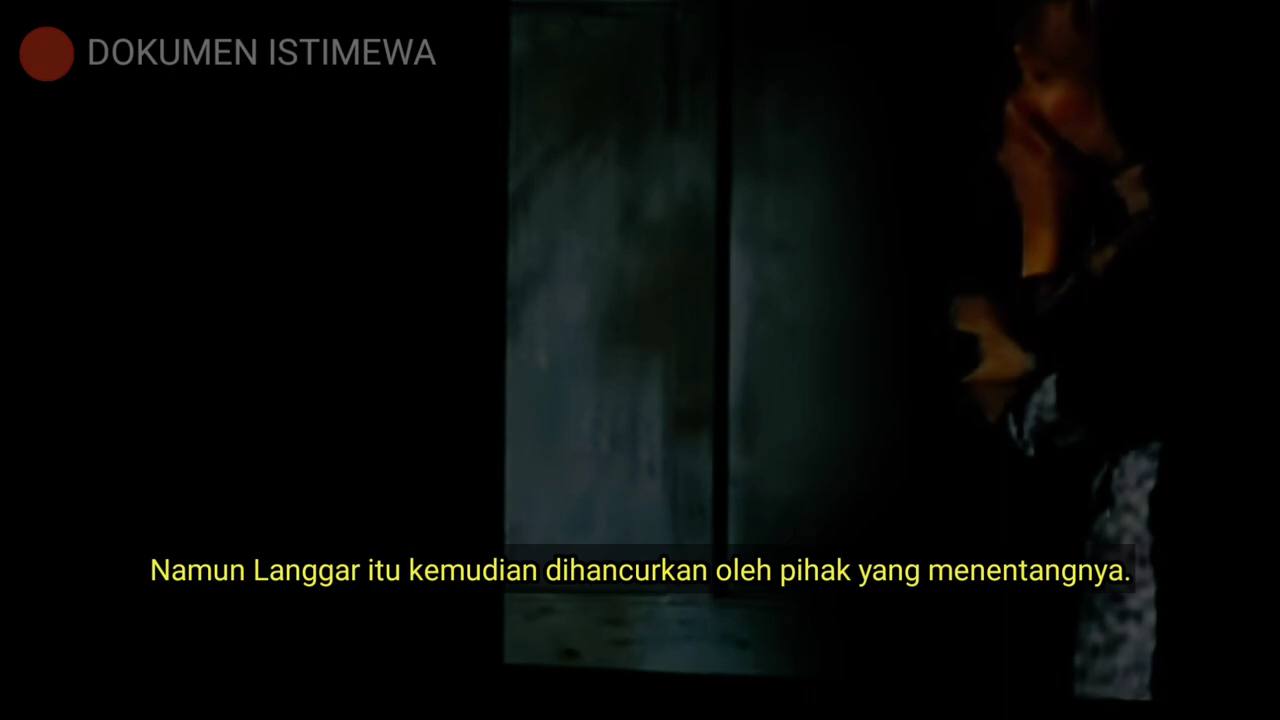 DOKUMEN ISTIMEWA
Namun Langgar itu kemudian dihancurkan oleh pihak yang menentangnya.